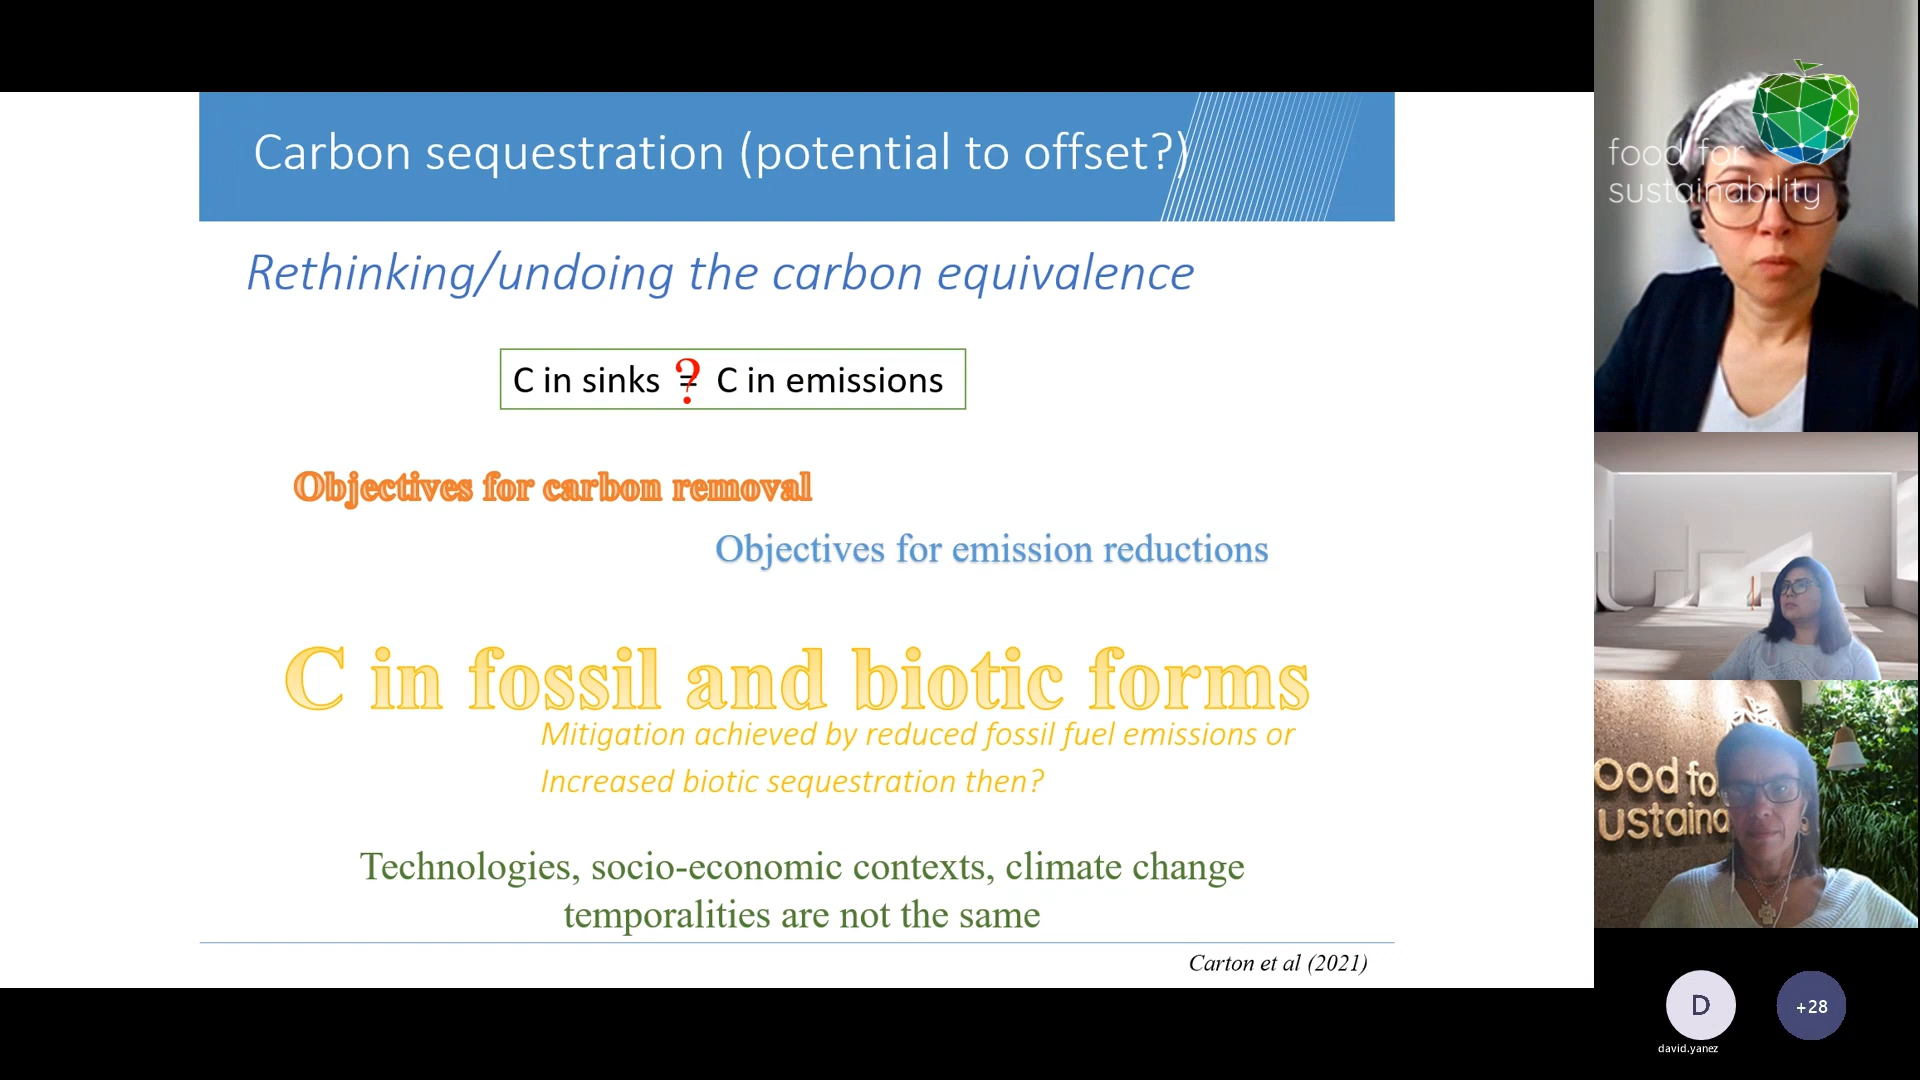 Carbon sequestration (potential to offset?)
Rethinking/undoing the carbon equivalence
C in sinks = ? C in emissions
Objectives for carbon removal
Objectives for emission reductions
C in fossil and biotic forms
Mitigation achieved by reduced fossil fuel emissions or
Increased biotic sequestration then?
Technologies, socio-economic contexts, climate change
temporalities are not the same
Carton et al (2021)
food for
sustainability
ood fo
ustaina
D
+28
david.yanez